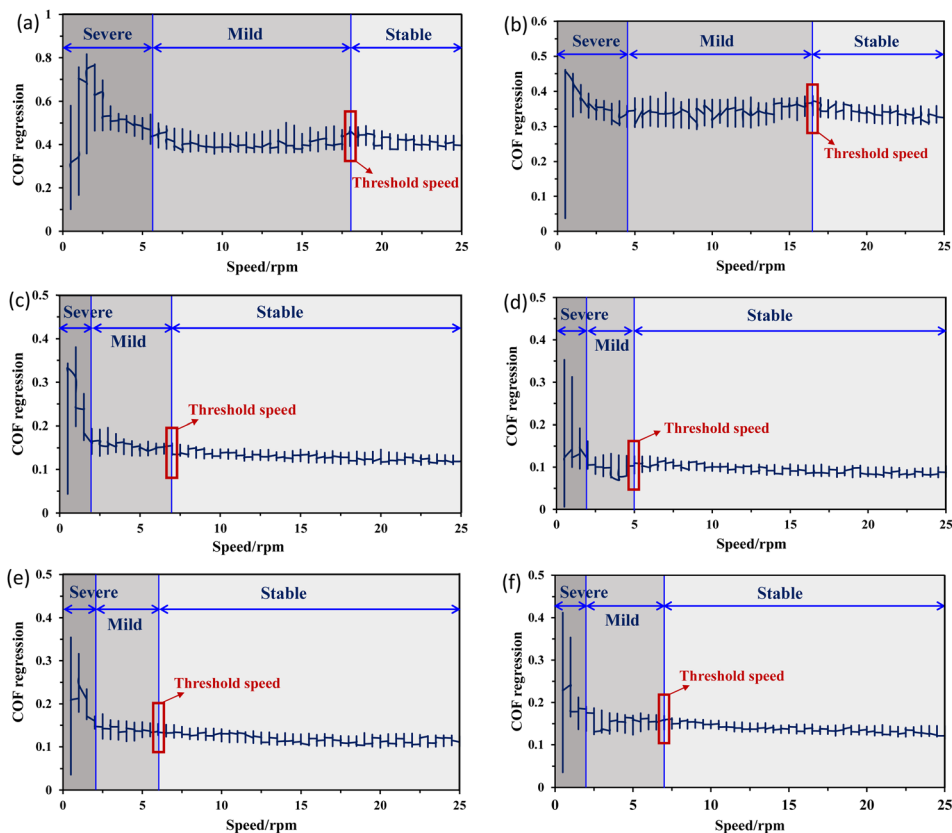 (a)
1
0.8
0.6
0.4
0.2
0
COF regression
Severe
Mild
Stable
Threshold speed
0
5
10
15
20
25
Speed/rpm
(b)
0.6
0.5
0.4
0.3
0.2
0.1
0
COF regression
Severe
Mild
Stable
Threshold speed
0
5
10
15
20
25
Speed/rpm
(c)
0.5
0.4
0.3
0.2
0.1
0
COF regression
Severe
Mild
Stable
Threshold speed
0
5
10
15
20
25
Speed/rpm
(d)
0.5
0.4
0.3
0.2
0.1
0
COF regression
Severe
Mild
Stable
Threshold speed
0
5
10
15
20
25
Speed/rpm
(e)
0.5
0.4
0.3
0.2
0.1
0
COF regression
Severe
Mild
Stable
Threshold speed
0
5
10
15
20
25
Speed/rpm
(f)
0.5
0.4
0.3
0.2
0.1
0
COF regression
Severe
Mild
Stable
Threshold speed
0
5
10
15
20
25
Speed/rpm